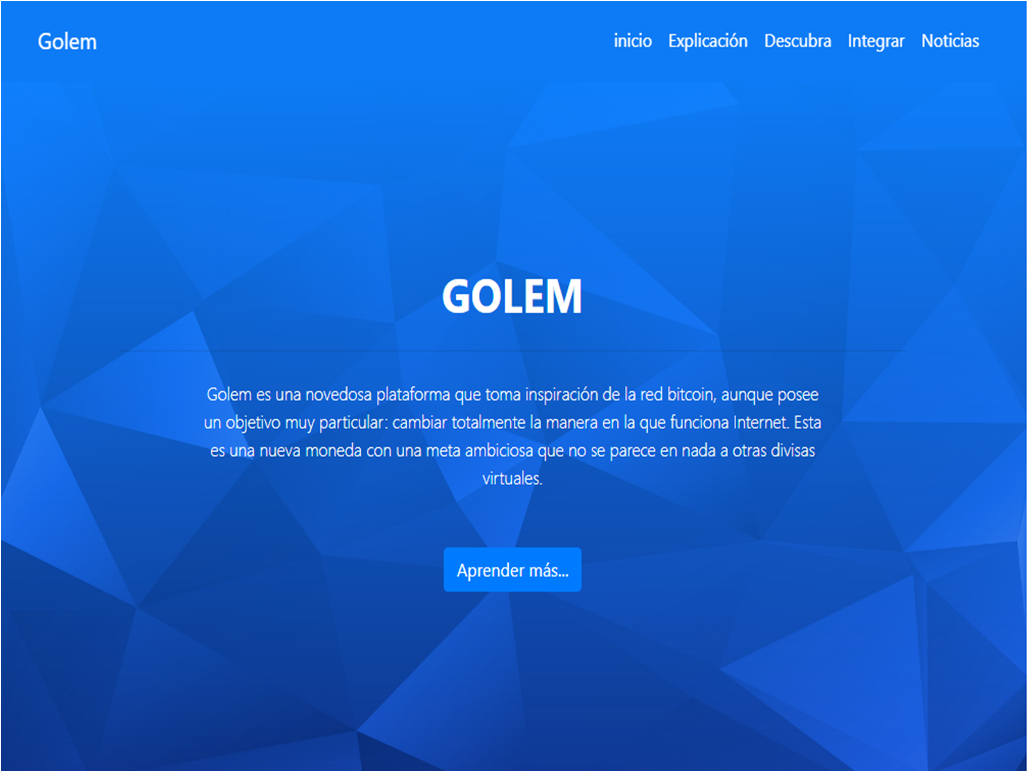 Golem
inicio Explicación Descubra Integrar Noticias
GOLEM
Golem es una novedosa plataforma que toma inspiración de la red bitcoin, aunque posee
un objetivo muy particular: cambiar totalmente la manera en la que funciona Internet. Esta
es una nueva moneda con una meta ambiciosa que no se parece en nada a otras divisas
virtuales.
Aprender más...